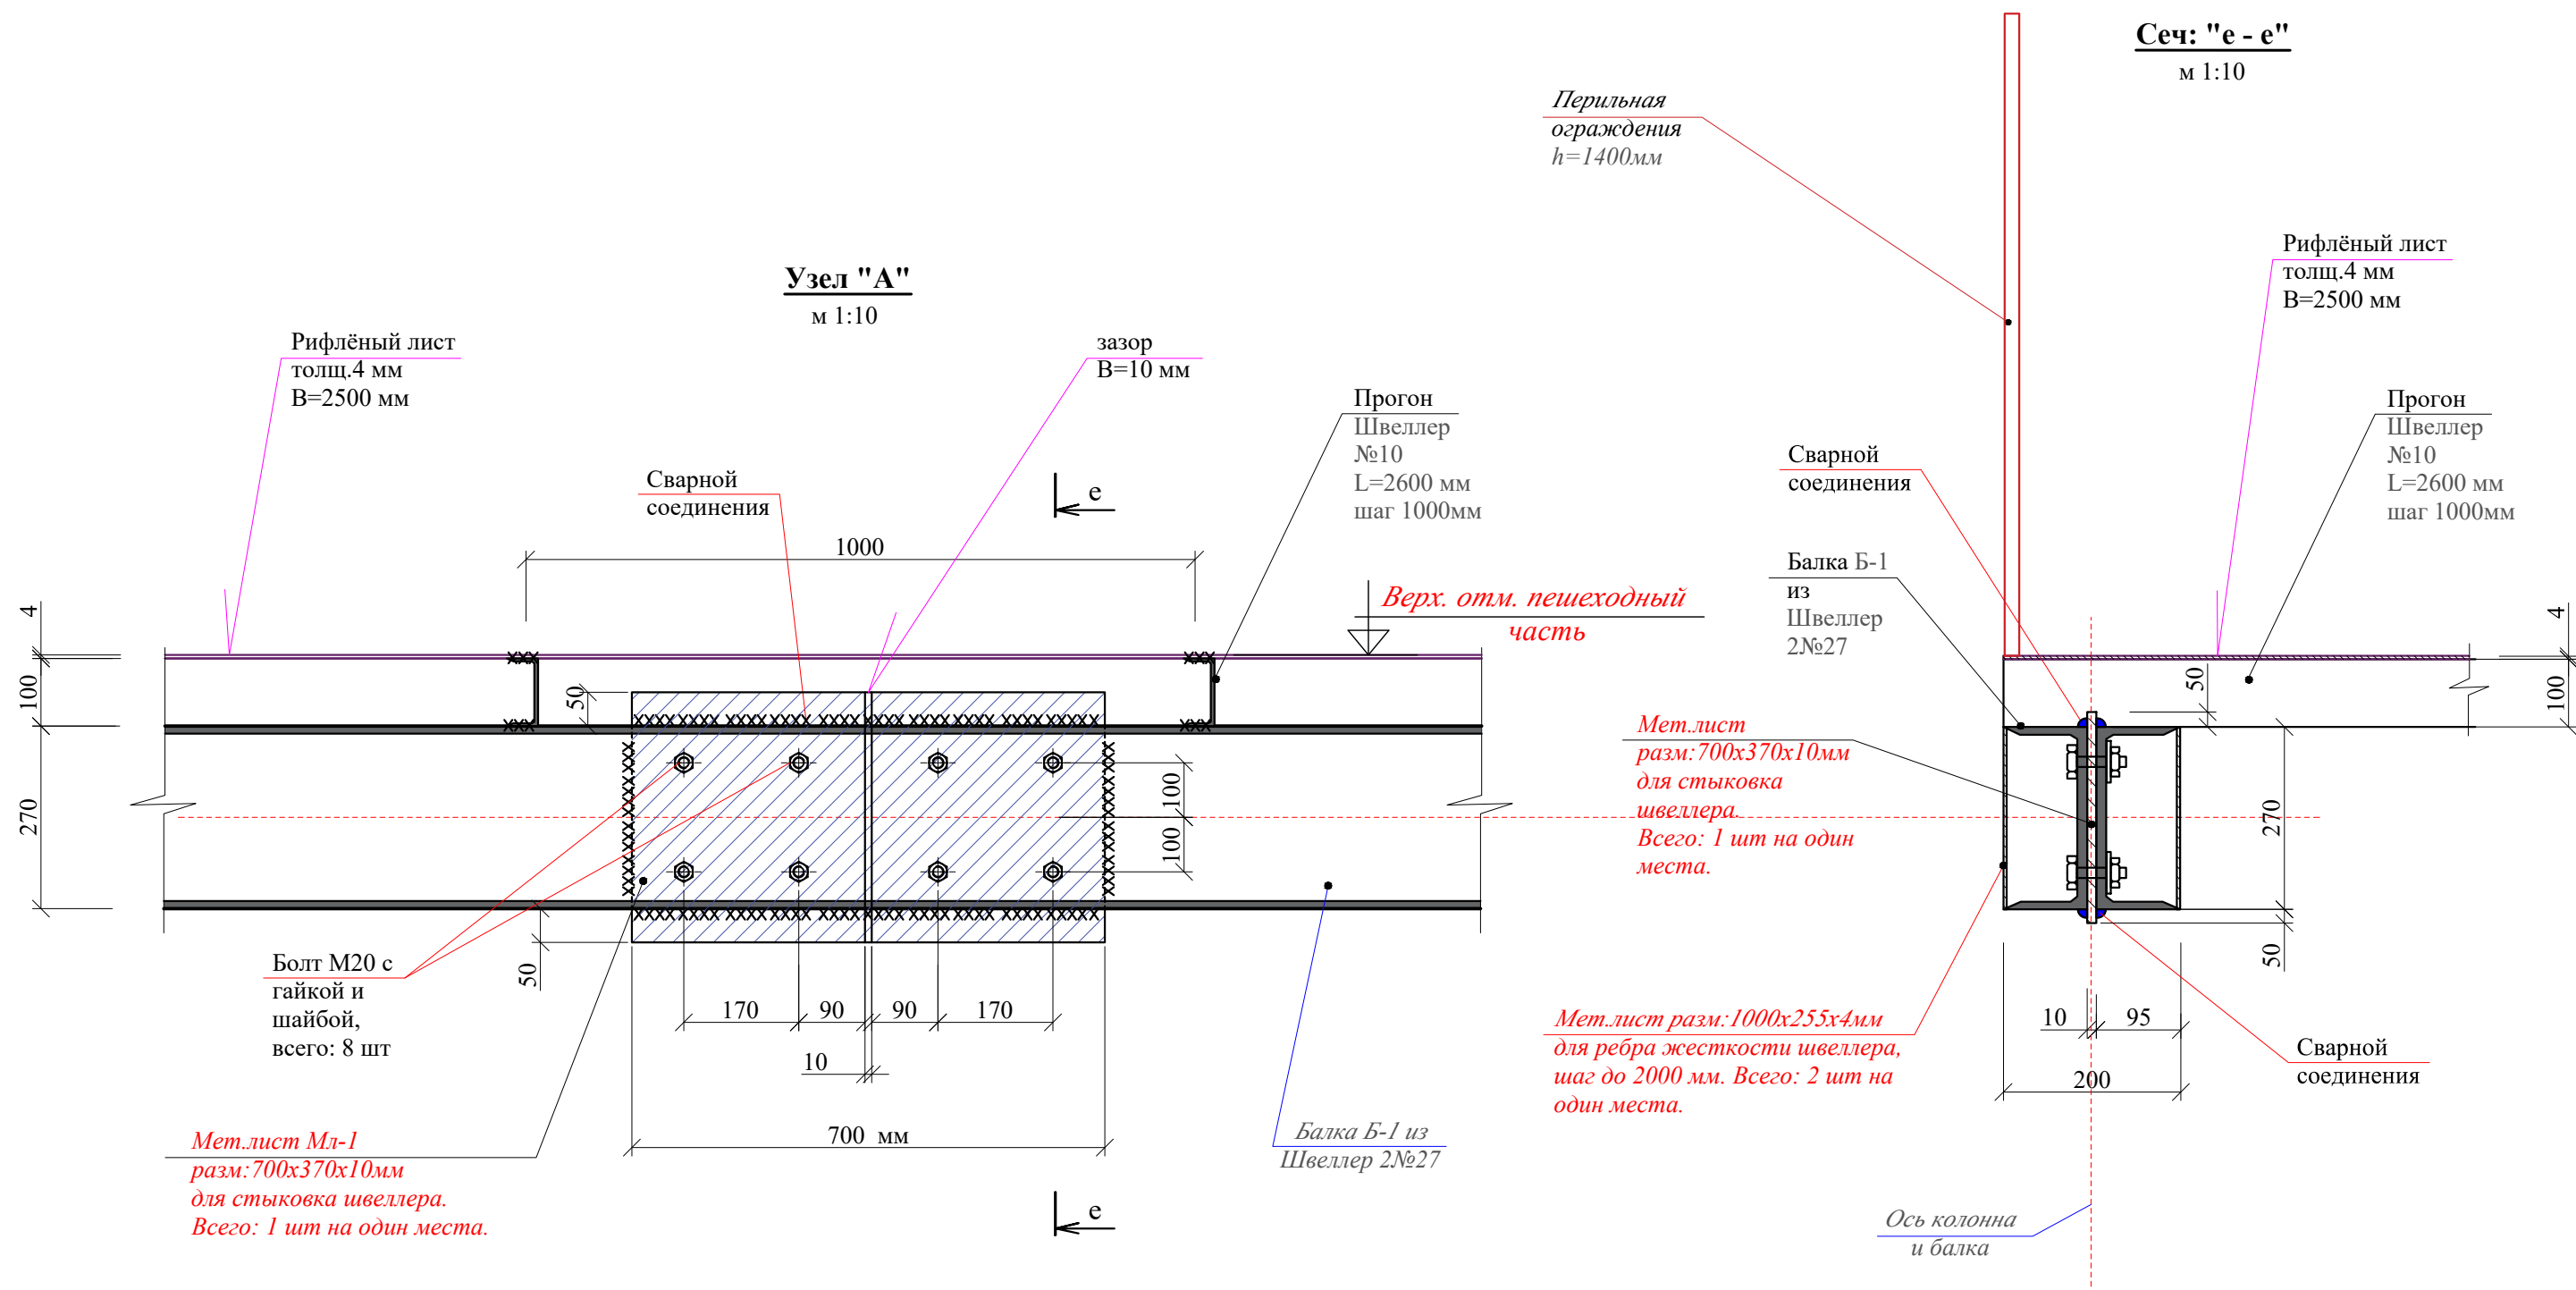 Сеч: "е - е"
м 1:10
Перильная
ограждения
h=1400мм
Рифлёный лист
толщ.4 мм
В=2500 мм
Узел "А"
м 1:10
Рифлёный лист
толщ.4 мм
В=2500 мм
зазор
В=10 мм
Прогон
Швеллер
№10
L=2600 мм
шаг 1000мм
Прогон
Швеллер
№10
L=2600 мм
шаг 1000мм
Сварной
соединения
Сварной
соединения
е
1000
Балка Б-1
из
Швеллер
2№27
Верх. отм. пешеходный
часть
4
100
270
50
50
100
100
4
100
50
270
50
Мет.лист
разм:700х370х10мм
для стыковка
швеллера.
Всего: 1 шт на один
места.
Болт М20 с
гайкой и
шайбой,
всего: 8 шт
170
90
90
170
10
700 мм
10
95
200
Мет.лист разм:1000х255х4мм
для ребра жесткости швеллера,
шаг до 2000 мм. Всего: 2 шт на
один места.
Сварной
соединения
Мет.лист Мл-1
разм:700х370х10мм
для стыковка швеллера.
Всего: 1 шт на один места.
Балка Б-1 из
Швеллер 2№27
е
Ось колонна
и балка